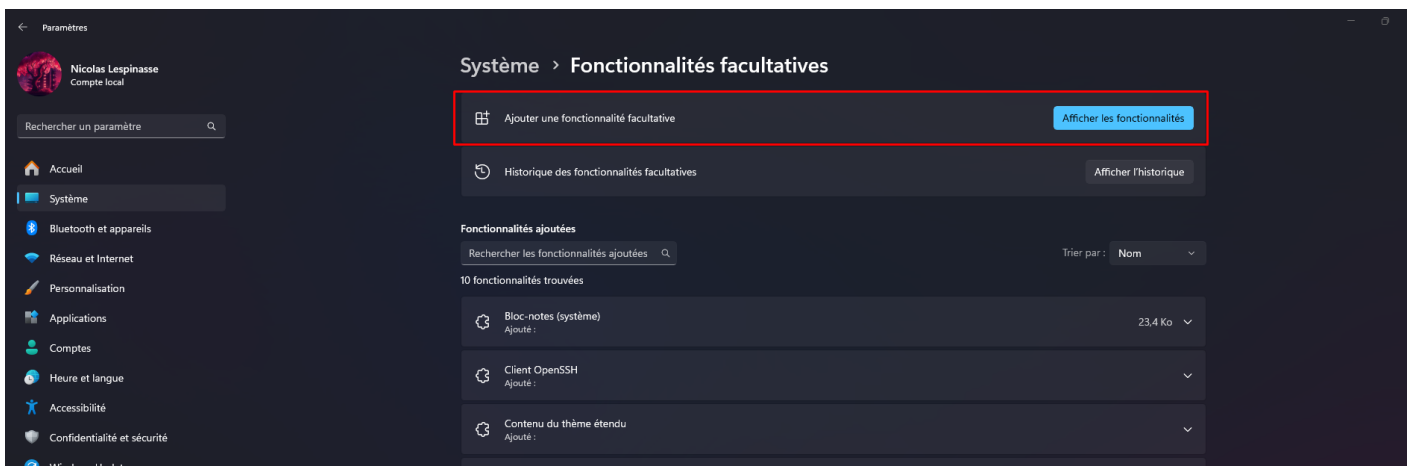 Paramètres
Nicolas Lespinasse
Compte local
Rechercher un paramètre
Accueil
Système
Bluetooth et appareils
Réseau et Internet
Personnalisation
Applications
Comptes
Heure et langue
Accessibilité
Confidentialité et sécurité
Système > Fonctionnalités facultatives
Ajouter une fonctionnalité facultative
Afficher les fonctionnalités
Historique des fonctionnalités facultatives
Afficher l'historique
Fonctionnalités ajoutées
Rechercher les fonctionnalités ajoutées
Trier par : Nom
10 fonctionnalités trouvées
Bloc-notes (système)
Ajouté :
23,4 Ko
Client OpenSSH
Ajouté :
Contenu du thème étendu
Ajouté :